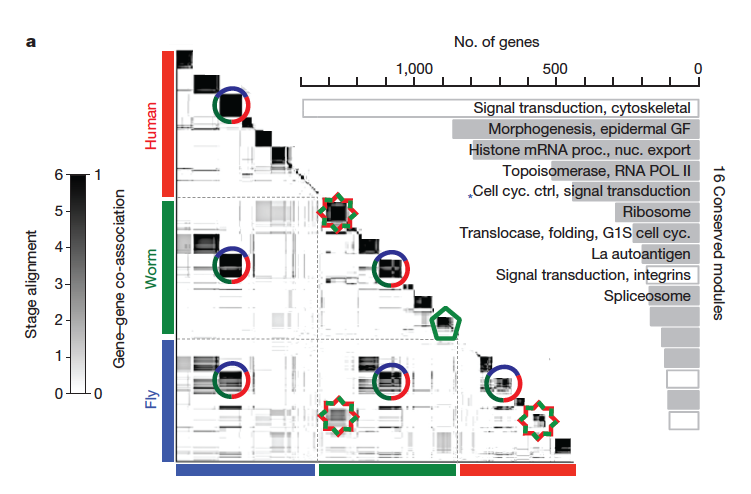 a
No. of genes
1,000
500
0
Signal transduction, cytoskeletal
Morphogenesis, epidermal GF
Histone mRNA proc., nuc. export
Topoisomerase, RNA POL II
*Cell cyc. ctrl, signal transduction
Ribosome
Translocase, folding, G1S cell cyc.
La autoantigen
Signal transduction, integrins
Spliceosome
16 Conserved modules
Human
Worm
Fly
Stage alignment
6
5
4
3
2
1
0
1
0
Gene–gene co-association